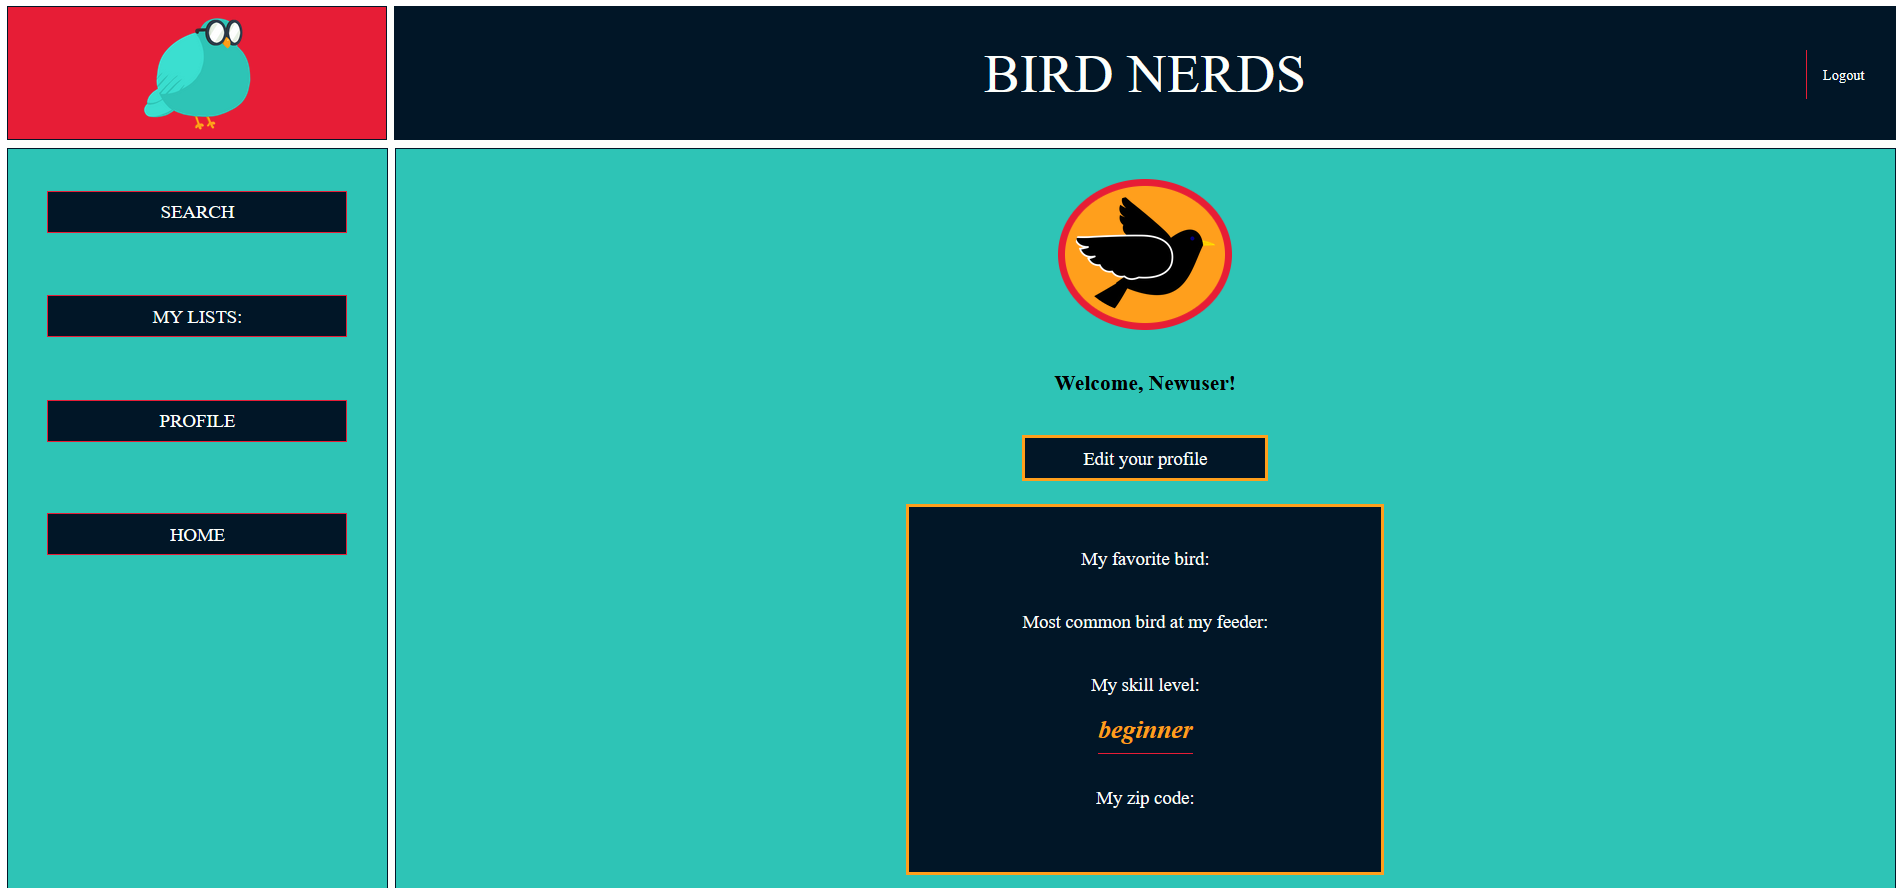 BIRD NERDS
Logout
SEARCH
MY LISTS:
PROFILE
HOME
Welcome, Newuser!
Edit your profile
My favorite bird:
Most common bird at my feeder:
My skill level:
beginner
My zip code: